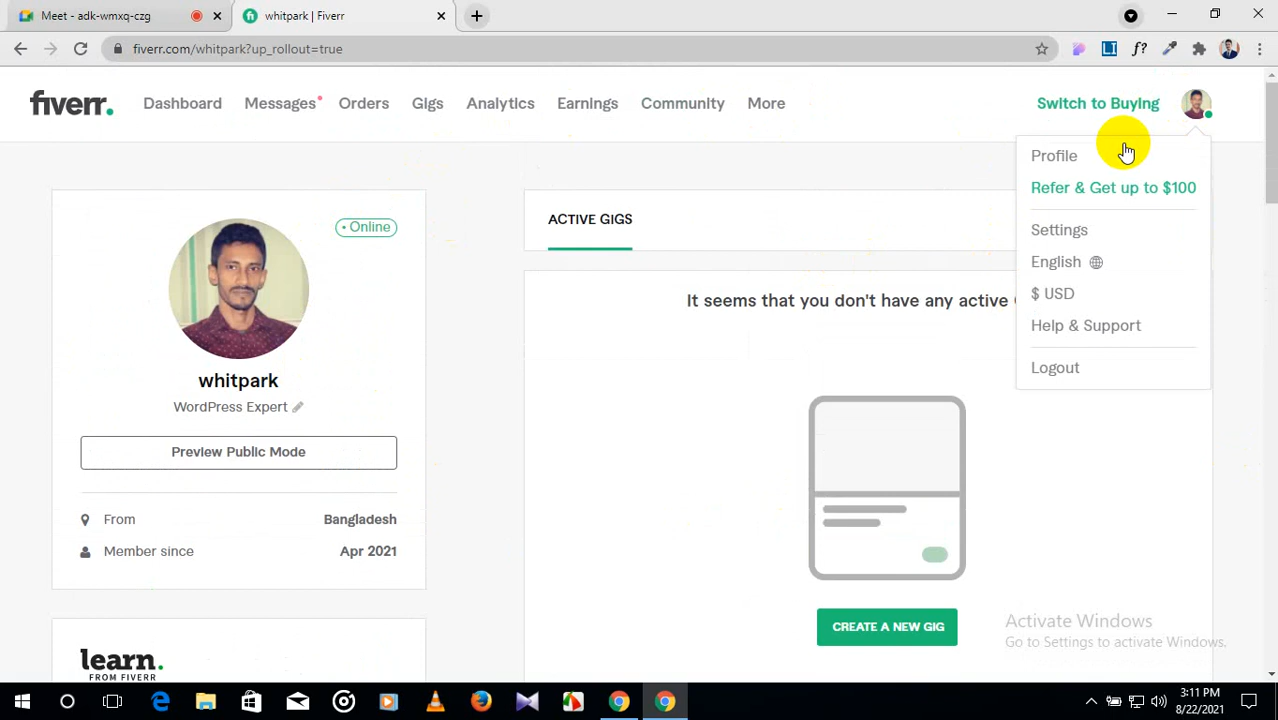 Meet - adk-wmxq-czg
whitpark | Fiverr
fiverr.com/whitpark?up_rollout=true
fiverr.
Dashboard Messages Orders Gigs Analytics Earnings Community More
Switch to Buying
Profile
Refer & Get up to $100
Settings
English
$ USD
Help & Support
Logout
• Online
whitpark
WordPress Expert
Preview Public Mode
From Bangladesh
Member since Apr 2021
learn.
FROM FIVERR
ACTIVE GIGS
It seems that you don't have any active
CREATE A NEW GIG
Activate Windows
Go to Settings to activate Windows.
3:11 PM
8/22/2021